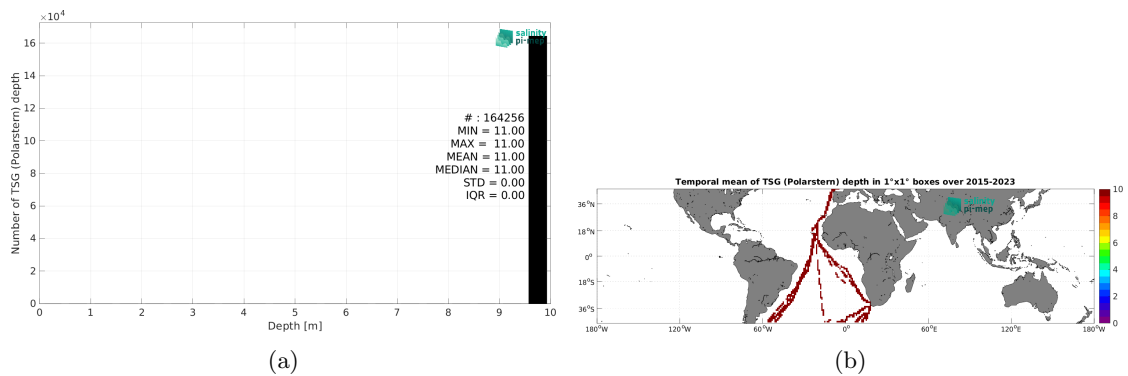 ×10⁴
salinity
pi-mep
16
14
12
10
8
6
4
2
0
Number of TSG (Polarstern) depth
# : 164256
MIN = 11.00
MAX = 11.00
MEAN = 11.00
MEDIAN = 11.00
STD = 0.00
IQR = 0.00
0 1 2 3 4 5 6 7 8 9 10
Depth [m]
(a)
Temporal mean of TSG (Polarstern) depth in 1°x1° boxes over 2015-2023
salinity
pi-mep
36°N
18°N
0°
18°S
36°S
180°W 120°W 60°W 0° 60°E 120°E 180°W
10
8
6
4
2
0
(b)